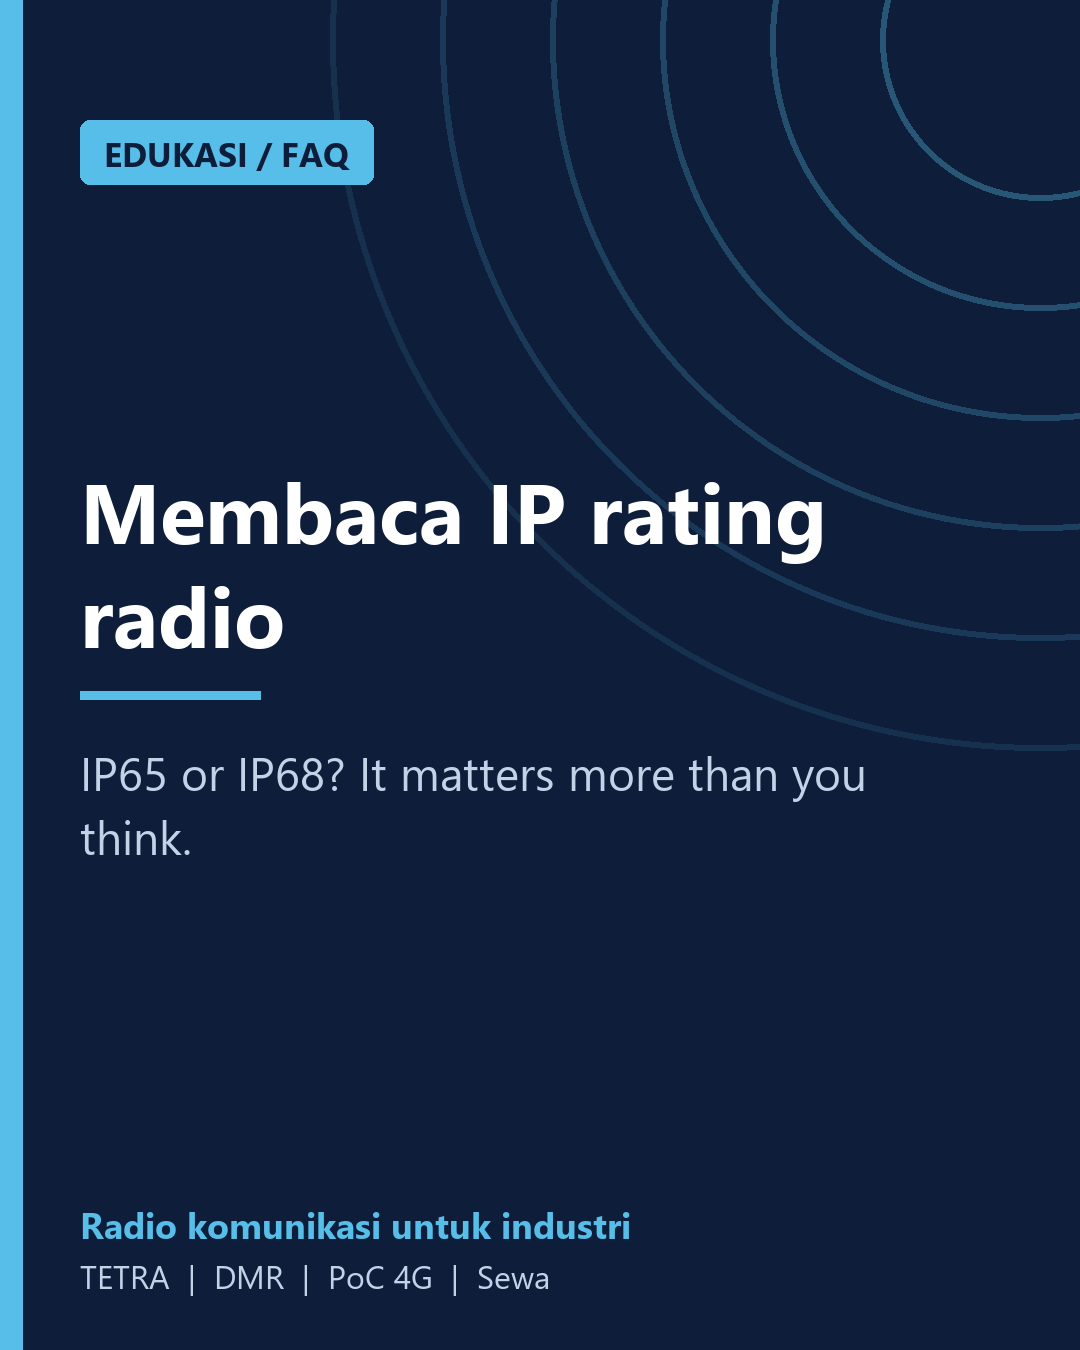 EDUKASI / FAQ
Membaca IP rating
radio
IP65 or IP68? It matters more than you
think.
Radio komunikasi untuk industri
TETRA | DMR | PoC 4G | Sewa